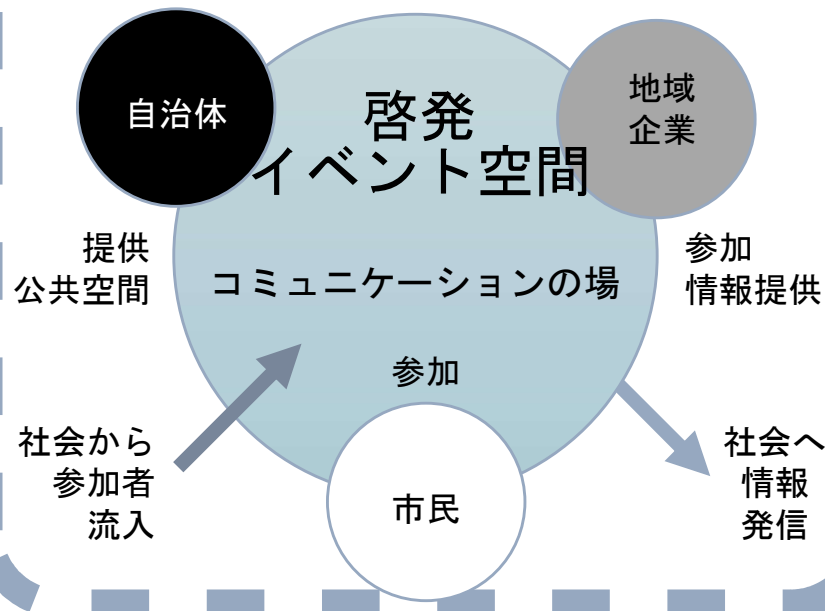 自治体
啓発
イベント空間
地域
企業
提供
公共空間
コミュニケーションの場
参加
情報提供
参加
社会から
参加者
流入
市民
社会へ
情報
発信